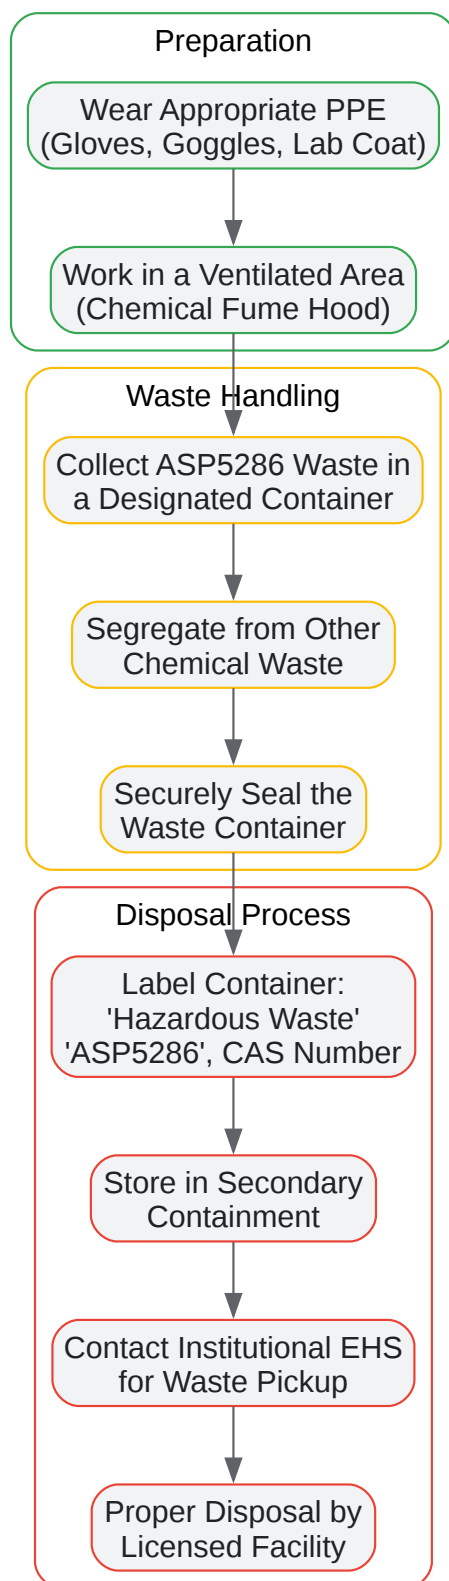 Preparation
Wear Appropriate PPE
(Gloves, Goggles, Lab Coat)
Work in a Ventilated Area
(Chemical Fume Hood)
Waste Handling
Collect ASP5286 Waste in
a Designated Container
Segregate from Other
Chemical Waste
Securely Seal the
Waste Container
Disposal Process
Label Container:
'Hazardous Waste'
'ASP5286', CAS Number
Store in Secondary
Containment
Contact Institutional EHS
for Waste Pickup
Proper Disposal by
Licensed Facility